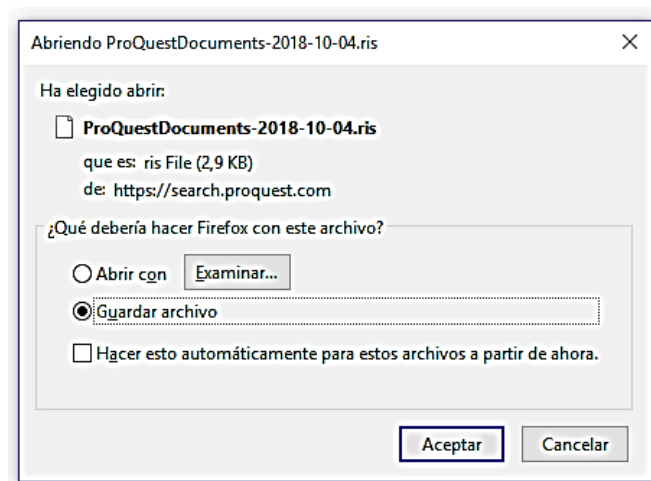 Abriendo ProQuestDocuments-2018-10-04.ris
Ha elegido abrir:
ProQuestDocuments-2018-10-04.ris
que es: ris File (2,9 KB)
de: https://search.proquest.com
¿Qué debería hacer Firefox con este archivo?
Abrir con Examinar...
Guardar archivo
Hacer esto automáticamente para estos archivos a partir de ahora.
Aceptar Cancelar